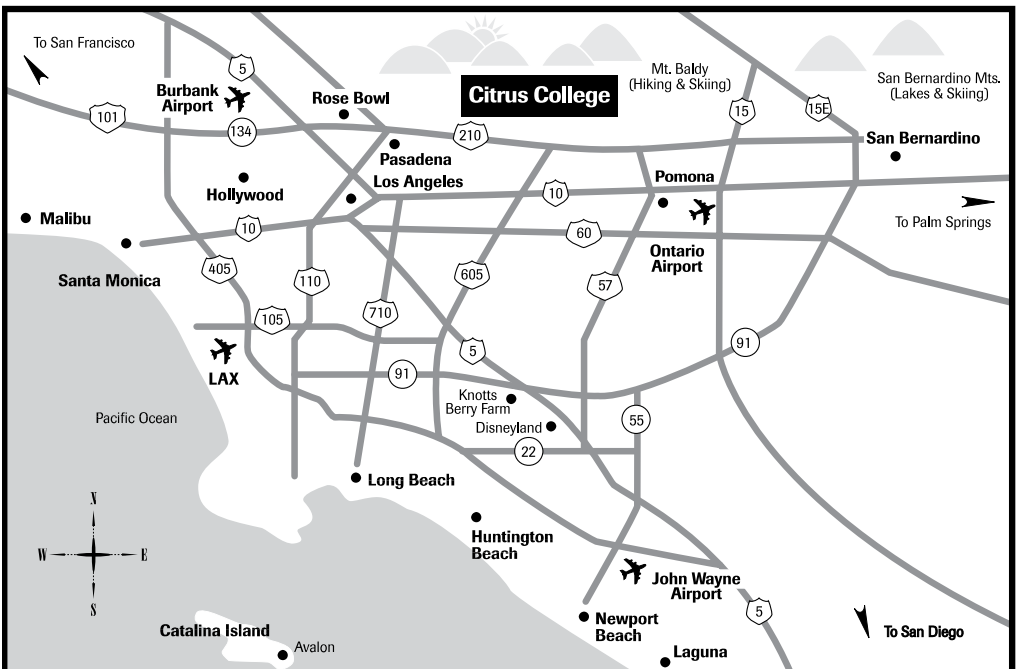 To San Francisco
5
Burbank
Airport
101
134
Rose Bowl
Citrus College
Mt. Baldy
(Hiking & Skiing)
San Bernardino Mts.
(Lakes & Skiing)
15
15E
210
San Bernardino
Pasadena
Hollywood
Los Angeles
10
Pomona
Malibu
10
60
To Palm Springs
Ontario
Airport
Santa Monica
405
110
605
57
105
710
5
91
LAX
91
Knotts
Berry Farm
Disneyland
55
Pacific Ocean
22
Long Beach
N
W
E
S
Huntington
Beach
John Wayne
Airport
5
Newport
Beach
To San Diego
Catalina Island
Avalon
Laguna